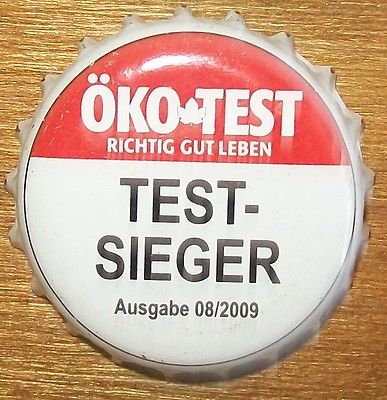 ÖKO TEST
RICHTIG GUT LEBEN
TEST-
SIEGER
Ausgabe 08/2009